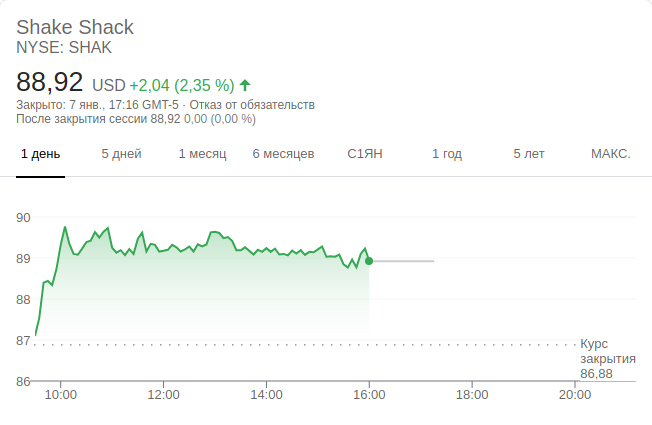 Shake Shack
NYSE: SHAK
88,92 USD +2,04 (2,35 %)
Закрыто: 7 янв., 17:16 GMT-5 · Отказ от обязательств
После закрытия сессии 88,92 0,00 (0,00 %)
1 день 5 дней 1 месяц 6 месяцев С1ЯН 1 год 5 лет МАКС.
90
89
88
87
Курс
закрытия
86,88
86
10:00 12:00 14:00 16:00 18:00 20:00